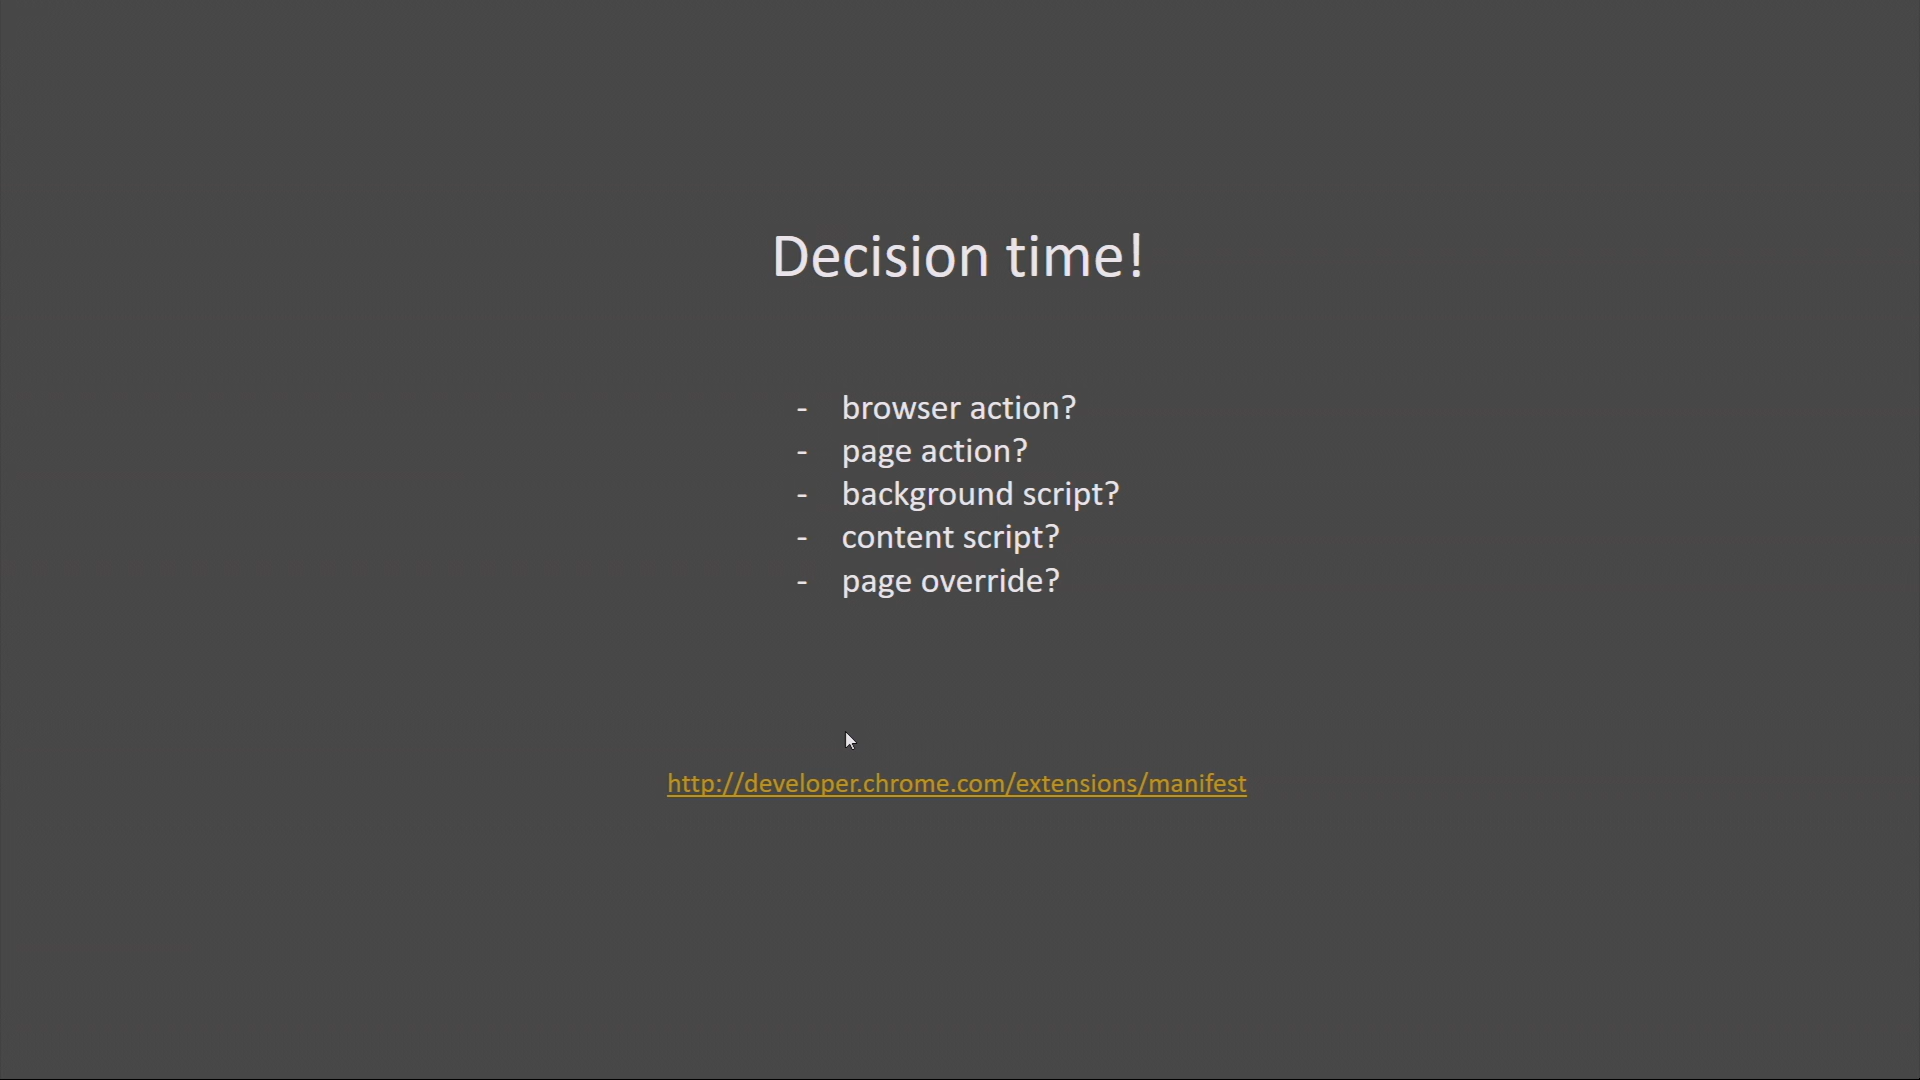 Decision time!
- browser action?
- page action?
- background script?
- content script?
- page override?
http://developer.chrome.com/extensions/manifest